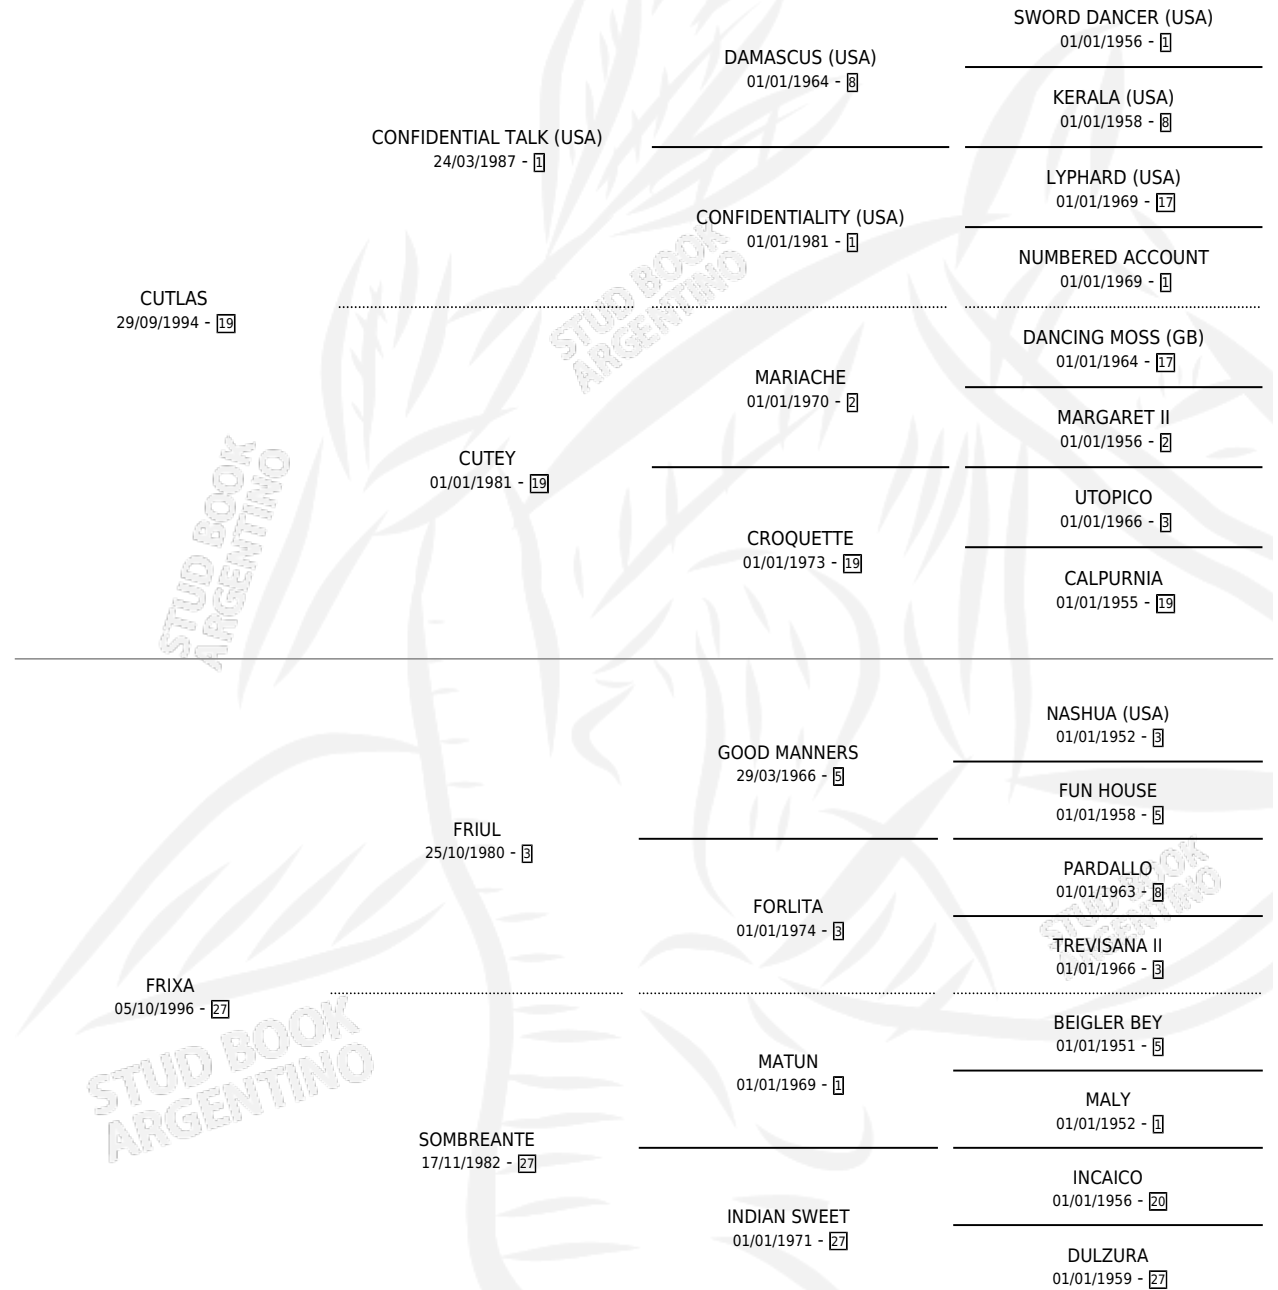 SWORD DANCER (USA)
01/01/1956 - 1
DAMASCUS (USA)
01/01/1964 - 8
KERALA (USA)
01/01/1958 - 8
CONFIDENTIAL TALK (USA)
24/03/1987 - 1
LYPHARD (USA)
01/01/1969 - 17
CONFIDENTIALITY (USA)
01/01/1981 - 1
NUMBERED ACCOUNT
01/01/1969 - 1
CUTLAS
29/09/1994 - 19
STUD BOOK
ARGENTINO
DANCING MOSS (GB)
01/01/1964 - 17
MARIACHE
01/01/1970 - 2
MARGARET II
01/01/1956 - 2
CUTEY
01/01/1981 - 19
UTOPICO
01/01/1966 - 3
CROQUETTE
01/01/1973 - 19
CALPURNIA
01/01/1955 - 19
STUD BOOK
ARGENTINO
NASHUA (USA)
01/01/1952 - 3
GOOD MANNERS
29/03/1966 - 5
FUN HOUSE
01/01/1958 - 5
FRIUL
25/10/1980 - 3
PARDALLO
01/01/1963 - 8
FORLITA
01/01/1974 - 3
TREVISANA II
01/01/1966 - 3
STUD BOOK
ARGENTINO
FRIXA
05/10/1996 - 27
BEIGLER BEY
01/01/1951 - 5
MATUN
01/01/1969 - 1
MALY
01/01/1952 - 1
STUD BOOK
ARGENTINO
SOMBREANTE
17/11/1982 - 27
INCAICO
01/01/1956 - 20
INDIAN SWEET
01/01/1971 - 27
DULZURA
01/01/1959 - 27